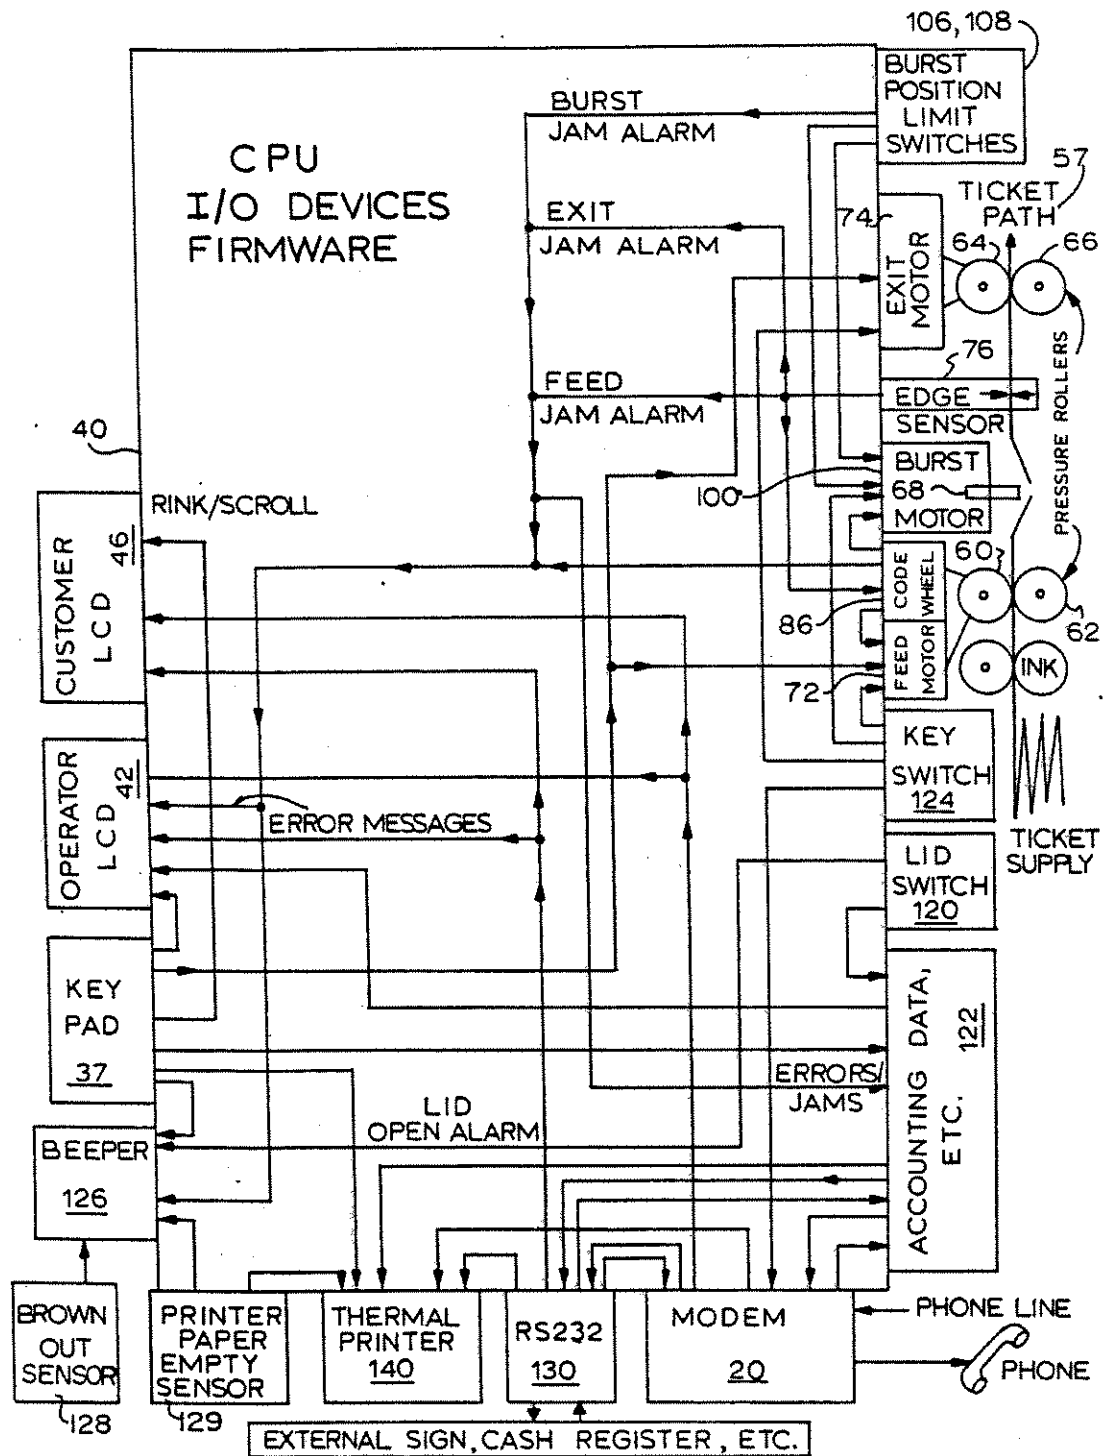 106, 108
BURST
POSITION
LIMIT
SWITCHES
BURST
JAM ALARM
CPU
I/O DEVICES
FIRMWARE
57
TICKET
PATH
EXIT
JAM ALARM
74
EXIT
MOTOR
64
66
FEED
JAM ALARM
76
EDGE
SENSOR
PRESSURE ROLLERS
40
RINK/SCROLL
BURST
100
68
MOTOR
CUSTOMER
LCD
46
60
CODE
WHEEL
86
62
FEED
MOTOR
72
INK
KEY
SWITCH
124
OPERATOR
LCD
42
ERROR MESSAGES
TICKET
SUPPLY
LID
SWITCH
120
KEY
PAD
37
ACCOUNTING DATA,
ETC.
122
ERRORS/
JAMS
LID
OPEN ALARM
BEEPER
126
BROWN
OUT
SENSOR
128
PRINTER
PAPER
EMPTY
SENSOR
129
THERMAL
PRINTER
140
RS232
130
MODEM
20
PHONE LINE
PHONE
EXTERNAL SIGN, CASH REGISTER, ETC.